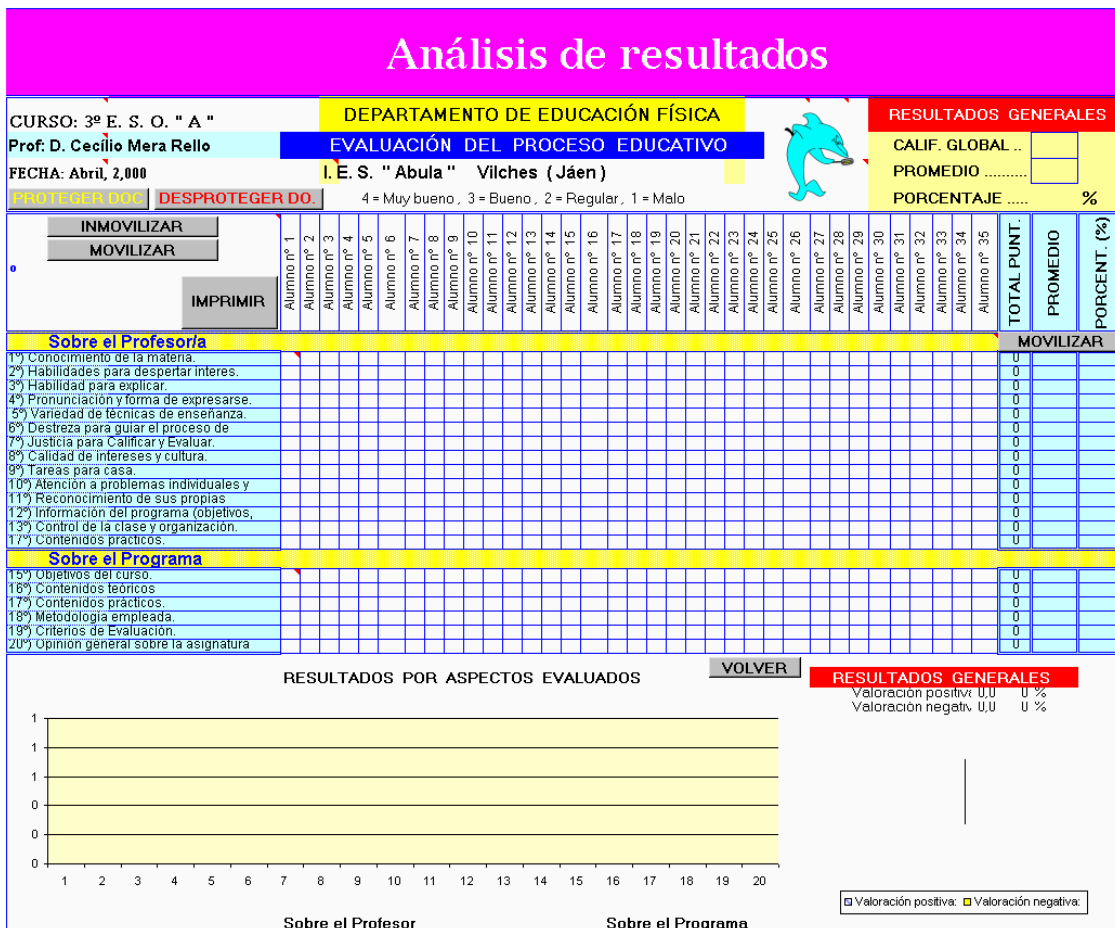 Análisis de resultados
CURSO: 3º E. S. O. " A "
DEPARTAMENTO DE EDUCACIÓN FÍSICA
RESULTADOS GENERALES
Prof: D. Cecílio Mera Rello
EVALUACIÓN DEL PROCESO EDUCATIVO
CALIF. GLOBAL ..
FECHA: Abril, 2,000
I. E. S. "Abula" Vilches (Jáen)
PROMEDIO ..........
PROTEGER DOC
DESPROTEGER DO.
4 = Muy bueno, 3 = Bueno, 2 = Regular, 1 = Malo
PORCENTAJE ..... %
INMOVILIZAR
MOVILIZAR
o
IMPRIMIR
Alumno nº 1
Alumno nº 2
Alumno nº 3
Alumno nº 4
Alumno nº 5
Alumno nº 6
Alumno nº 7
Alumno nº 8
Alumno nº 9
Alumno nº 10
Alumno nº 11
Alumno nº 12
Alumno nº 13
Alumno nº 14
Alumno nº 15
Alumno nº 16
Alumno nº 17
Alumno nº 18
Alumno nº 19
Alumno nº 20
Alumno nº 21
Alumno nº 22
Alumno nº 23
Alumno nº 24
Alumno nº 25
Alumno nº 26
Alumno nº 27
Alumno nº 28
Alumno nº 29
Alumno nº 30
Alumno nº 31
Alumno nº 32
Alumno nº 33
Alumno nº 34
Alumno nº 35
TOTAL PUNT.
PROMEDIO
PORCENT. (%)
Sobre el Profesor/a
MOVILIZAR
1º) Conocimiento de la materia. 0
2º) Habilidades para despertar interes. 0
3º) Habilidad para explicar. 0
4º) Pronunciación y forma de expresarse. 0
5º) Variedad de técnicas de enseñanza. 0
6º) Destreza para guiar el proceso de 0
7º) Justicia para Calificar y Evaluar. 0
8º) Calidad de intereses y cultura. 0
9º) Tareas para casa. 0
10º) Atención a problemas individuales y 0
11º) Reconocimiento de sus propias 0
12º) Información del programa (objetivos, 0
13º) Control de la clase y organización. 0
17º) Contenidos prácticos. 0
Sobre el Programa
15º) Objetivos del curso. 0
16º) Contenidos teóricos 0
17º) Contenidos prácticos. 0
18º) Metodología empleada. 0
19º) Criterios de Evaluación. 0
20º) Opinión general sobre la asignatura 0
RESULTADOS POR ASPECTOS EVALUADOS
VOLVER
RESULTADOS GENERALES
Valoración positiva 0,0 0 %
Valoración negativ 0,0 0 %
1
1
1
0
0
0
1 2 3 4 5 6 7 8 9 10 11 12 13 14 15 16 17 18 19 20
Valoración positiva: Valoración negativa:
Sobre el Profesor Sobre el Programa